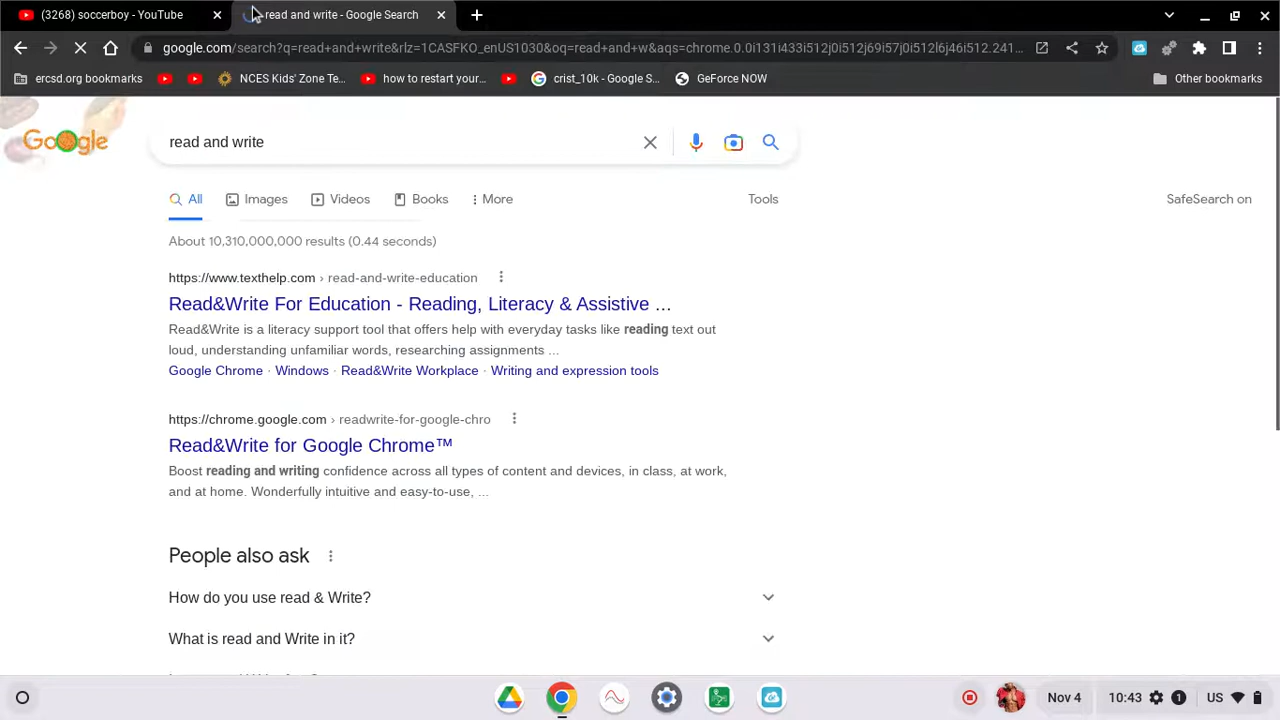 (3268) soccerboy - YouTube
read and write - Google Search
google.com/search?q=read+and+write&rlz=1CASFKO_enUS1030&oq=read+and+w&aqs=chrome.0.0i131i433i512j0i512j69i57j0i512l6j46i512.241...
ercsd.org bookmarks
NCES Kids' Zone Te...
how to restart your...
crist_10k - Google S...
GeForce NOW
Other bookmarks
Google
read and write
All
Images
Videos
Books
More
Tools
SafeSearch on
About 10,310,000,000 results (0.44 seconds)
https://www.texthelp.com › read-and-write-education
Read&Write For Education - Reading, Literacy & Assistive ...
Read&Write is a literacy support tool that offers help with everyday tasks like reading text out
loud, understanding unfamiliar words, researching assignments ...
Google Chrome · Windows · Read&Write Workplace · Writing and expression tools
https://chrome.google.com › readwrite-for-google-chro
Read&Write for Google Chrome™
Boost reading and writing confidence across all types of content and devices, in class, at work,
and at home. Wonderfully intuitive and easy-to-use, ...
People also ask
How do you use read & Write?
What is read and Write in it?
Nov 4
10:43
1
US